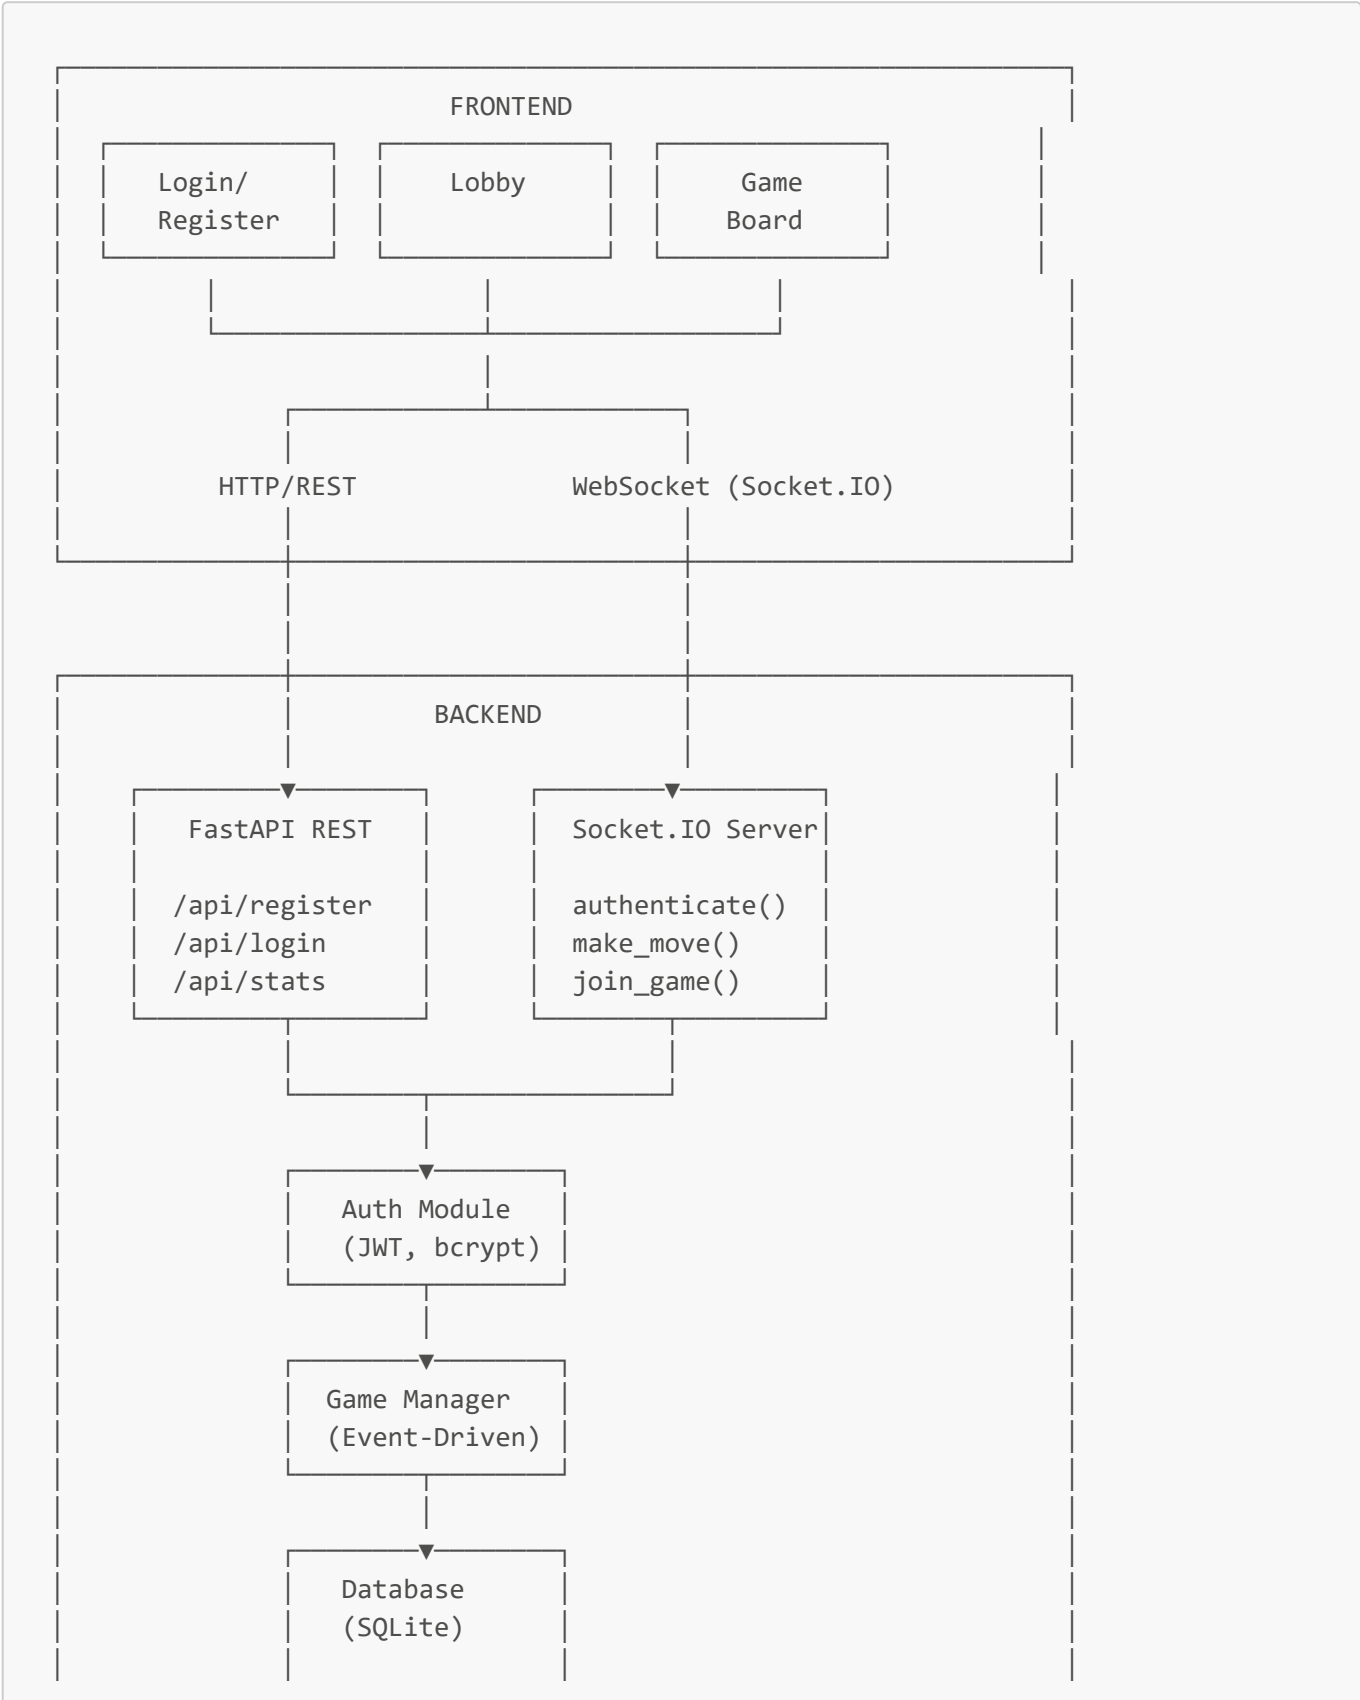 FRONTEND
Login/ Lobby Game
Register Board
HTTP/REST WebSocket (Socket.IO)
BACKEND
FastAPI REST Socket.IO Server
/api/register authenticate()
/api/login make_move()
/api/stats join_game()
Auth Module
(JWT, bcrypt)
Game Manager
(Event-Driven)
Database
(SQLite)